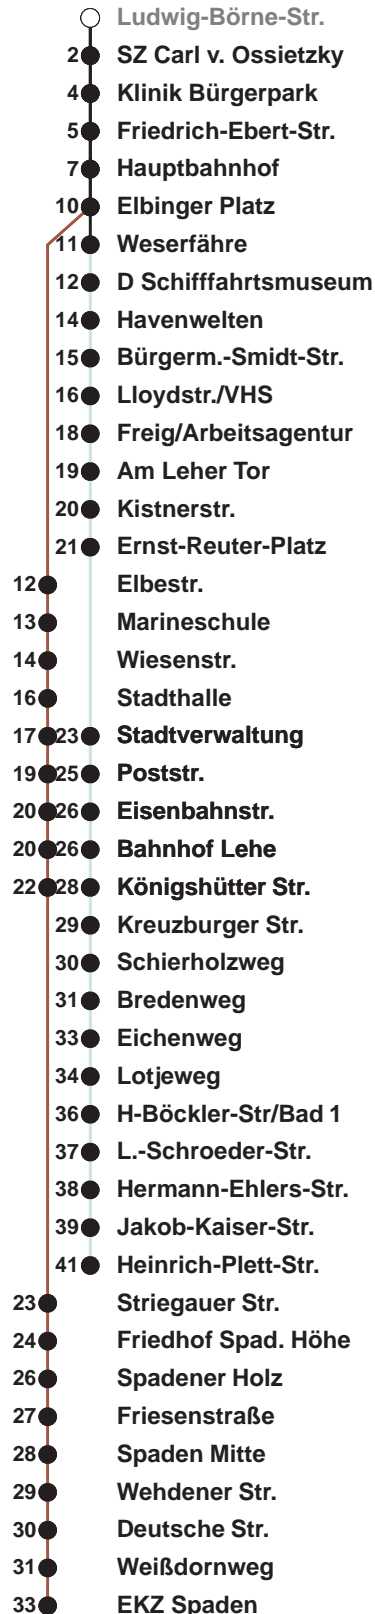 Ludwig-Börne-Str.
2 SZ Carl v. Ossietzky
4 Klinik Bürgerpark
5 Friedrich-Ebert-Str.
7 Hauptbahnhof
10 Elbinger Platz
11 Weserfähre
12 D Schifffahrtsmuseum
14 Havenwelten
15 Bürgerm.-Smidt-Str.
16 Lloydstr./VHS
18 Freig/Arbeitsagentur
19 Am Leher Tor
20 Kistnerstr.
21 Ernst-Reuter-Platz
12 Elbestr.
13 Marineschule
14 Wiesenstr.
16 Stadthalle
17 23 Stadtverwaltung
19 25 Poststr.
20 26 Eisenbahnstr.
20 26 Bahnhof Lehe
22 28 Königshütter Str.
29 Kreuzburger Str.
30 Schierholzweg
31 Bredenweg
33 Eichenweg
34 Lotjeweg
36 H-Böckler-Str/Bad 1
37 L.-Schroeder-Str.
38 Hermann-Ehlers-Str.
39 Jakob-Kaiser-Str.
41 Heinrich-Plett-Str.
23 Striegauer Str.
24 Friedhof Spad. Höhe
26 Spadener Holz
27 Friesenstraße
28 Spaden Mitte
29 Wehdener Str.
30 Deutsche Str.
31 Weißdornweg
33 EKZ Spaden